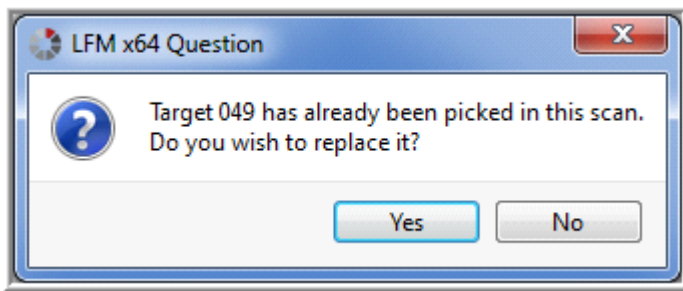 LFM x64 Question
Target 049 has already been picked in this scan.
Do you wish to replace it?
Yes
No